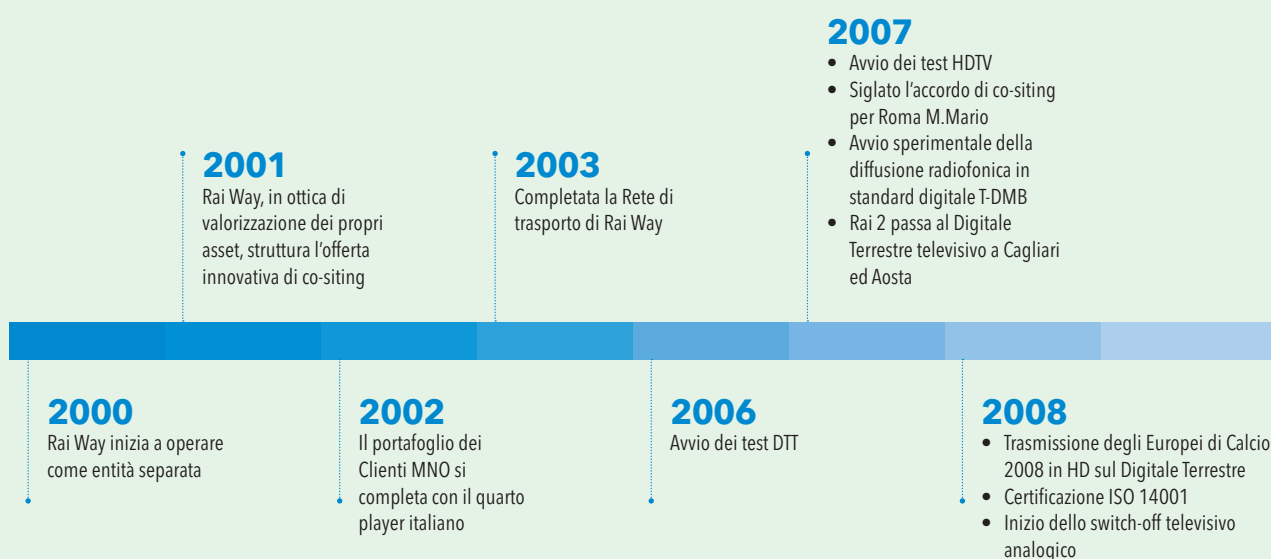 2007
• Avvio dei test HDTV
• Siglato l'accordo di co-siting
per Roma M.Mario
• Avvio sperimentale della
diffusione radiofonica in
standard digitale T-DMB
• Rai 2 passa al Digitale
Terrestre televisivo a Cagliari
ed Aosta
2001
Rai Way, in ottica di
valorizzazione dei propri
asset, struttura l'offerta
innovativa di co-siting
2003
Completata la Rete di
trasporto di Rai Way
2000
Rai Way inizia a operare
come entità separata
2002
Il portafoglio dei
Clienti MNO si
completa con il quarto
player italiano
2006
Avvio dei test DTT
2008
• Trasmissione degli Europei di Calcio
2008 in HD sul Digitale Terrestre
• Certificazione ISO 14001
• Inizio dello switch-off televisivo
analogico